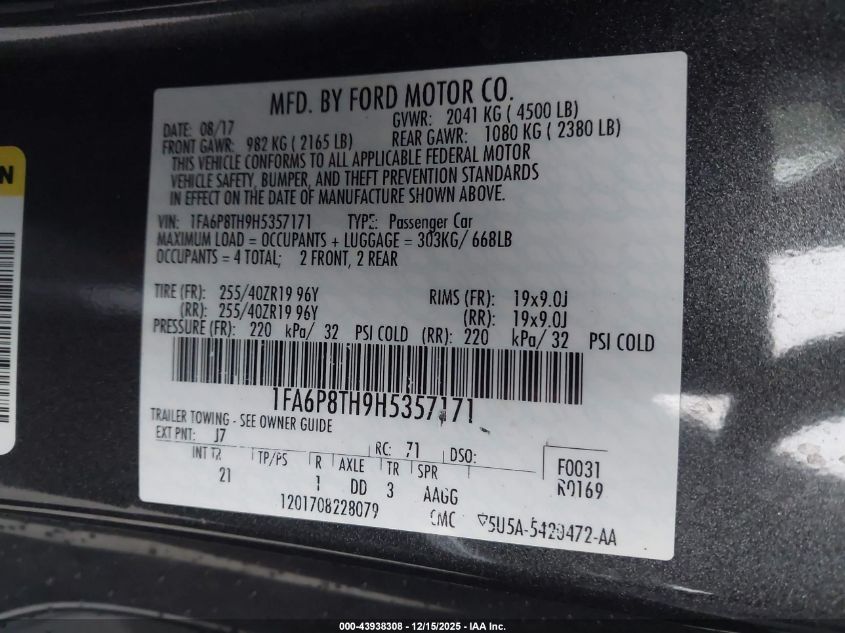 MFD. BY FORD MOTOR CO.
DATE: 08/17 GVWR: 2041 KG ( 4500 LB)
FRONT GAWR: 982 KG ( 2165 LB) REAR GAWR: 1080 KG ( 2380 LB)
THIS VEHICLE CONFORMS TO ALL APPLICABLE FEDERAL MOTOR
VEHICLE SAFETY, BUMPER, AND THEFT PREVENTION STANDARDS
IN EFFECT ON THE DATE OF MANUFACTURE SHOWN ABOVE.
VIN: 1FA6P8TH9H5357171 TYPE: Passenger Car
MAXIMUM LOAD = OCCUPANTS + LUGGAGE = 303KG/ 668LB
OCCUPANTS = 4 TOTAL; 2 FRONT, 2 REAR
TIRE (FR): 255/40ZR19 96Y RIMS (FR): 19x9.0J
(RR): 255/40ZR19 96Y (RR): 19x9.0J
PRESSURE (FR): 220 kPa/ 32 PSI COLD (RR): 220 kPa/ 32 PSI COLD
1FA6P8TH9H5357171
TRAILER TOWING - SEE OWNER GUIDE
EXT PNT: J7 RC: 71 DSO: F0031
INT TR TP/PS R AXLE TR SPR R0169
21 1 DD 3 AAGG
1201708228079 5U5A-5420472-AA
N
000-43938308 - 12/15/2025 - IAA Inc.